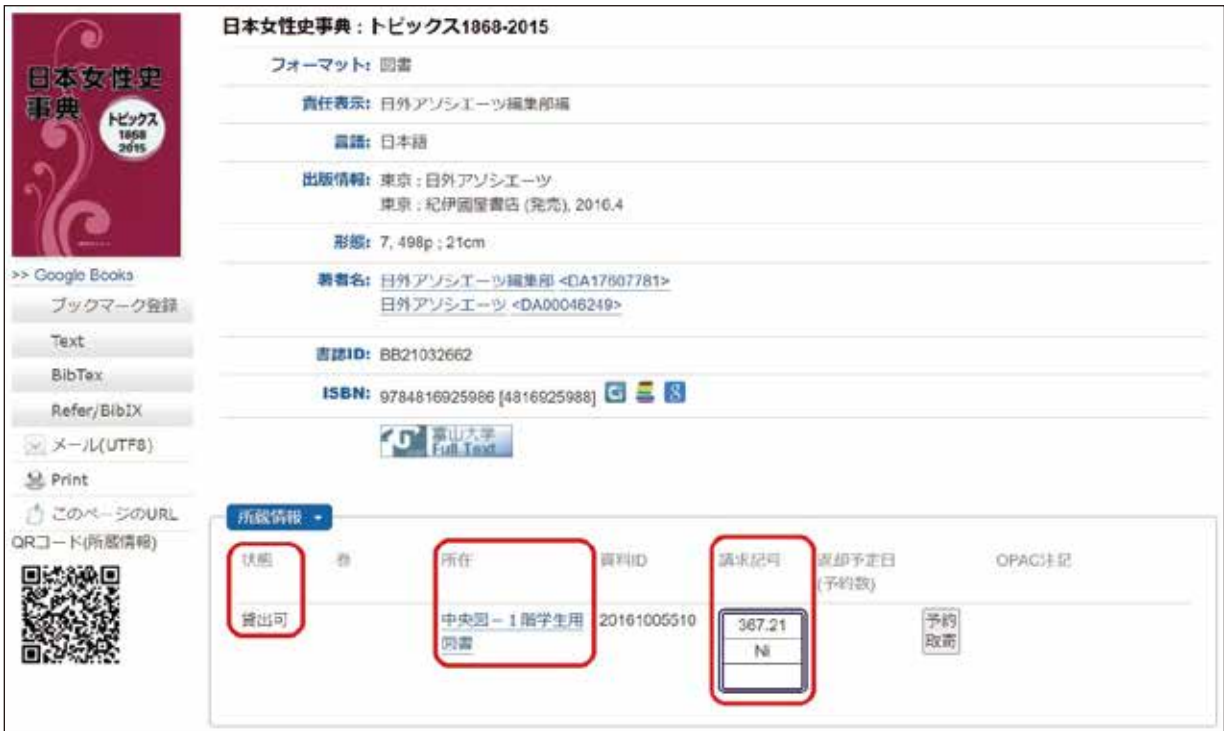 日本女性史
事典
トピックス
1868
2015
>> Google Books
ブックマーク登録
Text
BibTex
Refer/BibIX
メール(UTF8)
Print
このページのURL
QRコード(所蔵情報)
日本女性史事典 : トピックス1868-2015
フォーマット: 図書
責任表示: 日外アソシエーツ編集部編
言語: 日本語
出版情報: 東京 : 日外アソシエーツ
東京 : 紀伊國屋書店 (発売), 2016.4
形態: 7, 498p ; 21cm
著者名: 日外アソシエーツ編集部 <DA17607781>
日外アソシエーツ <DA00046249>
書誌ID: BB21032662
ISBN: 9784816925986 [4816925988]
富山大学
Full Text
所蔵情報
状態 巻 所在 資料ID 請求記号 返却予定日 OPAC注記
(予約数)
貸出可 中央図－１階学生用 20161005510 367.21 予約
図書 Ni 取寄